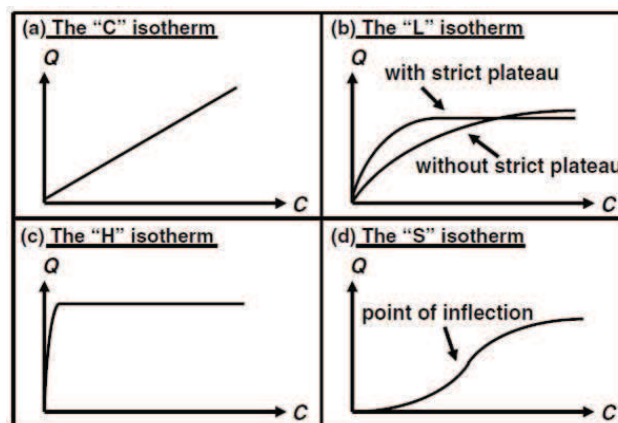 (a) The “C” isotherm
Q
C
(b) The “L” isotherm
Q
with strict plateau
without strict plateau
C
(c) The “H” isotherm
Q
C
(d) The “S” isotherm
Q
point of inflection
C